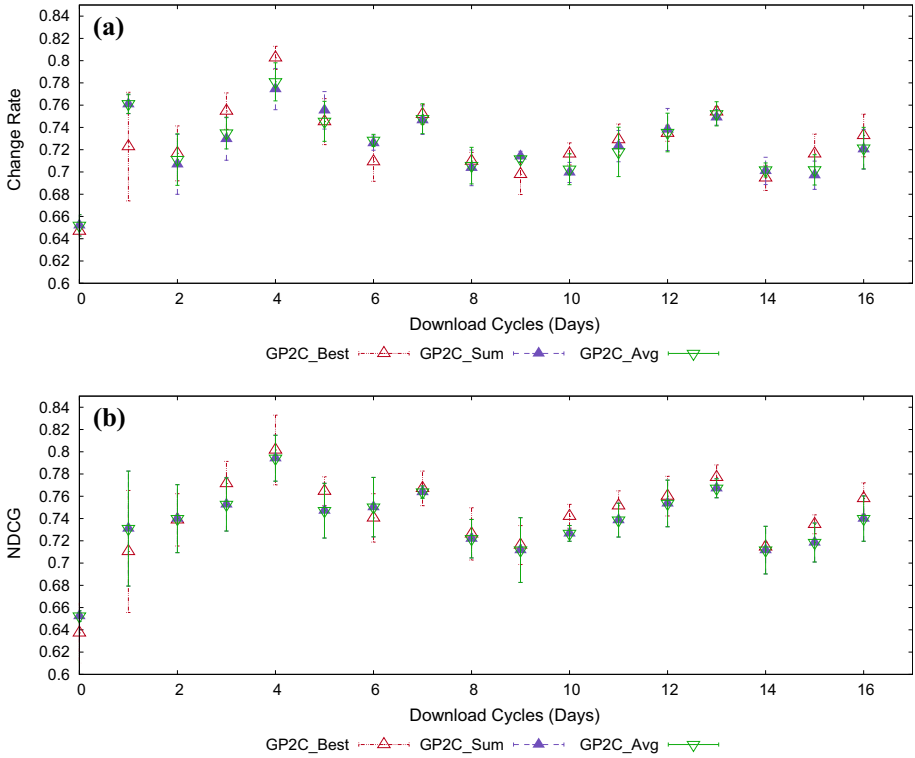 (a)
Change Rate
0.84
0.82
0.8
0.78
0.76
0.74
0.72
0.7
0.68
0.66
0.64
0.62
0.6
0 2 4 6 8 10 12 14 16
Download Cycles (Days)
GP2C_Best GP2C_Sum GP2C_Avg
(b)
NDCG
0.84
0.82
0.8
0.78
0.76
0.74
0.72
0.7
0.68
0.66
0.64
0.62
0.6
0 2 4 6 8 10 12 14 16
Download Cycles (Days)
GP2C_Best GP2C_Sum GP2C_Avg